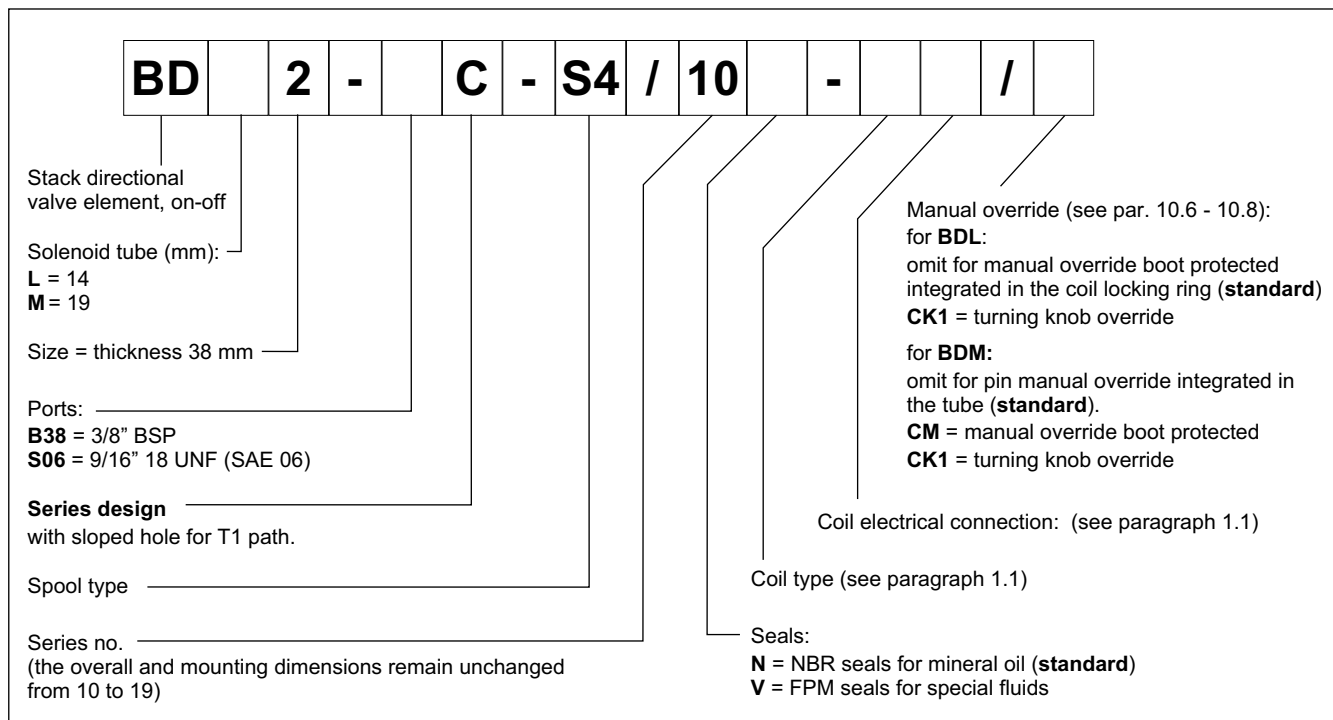 BD 2 - C - S4 / 10 - /
Stack directional
valve element, on-off
Solenoid tube (mm):
L = 14
M = 19
Size = thickness 38 mm
Ports:
B38 = 3/8” BSP
S06 = 9/16” 18 UNF (SAE 06)
Series design
with sloped hole for T1 path.
Spool type
Series no.
(the overall and mounting dimensions remain unchanged
from 10 to 19)
Manual override (see par. 10.6 - 10.8):
for BDL:
omit for manual override boot protected
integrated in the coil locking ring (standard)
CK1 = turning knob override
for BDM:
omit for pin manual override integrated in
the tube (standard).
CM = manual override boot protected
CK1 = turning knob override
Coil electrical connection: (see paragraph 1.1)
Coil type (see paragraph 1.1)
Seals:
N = NBR seals for mineral oil (standard)
V = FPM seals for special fluids